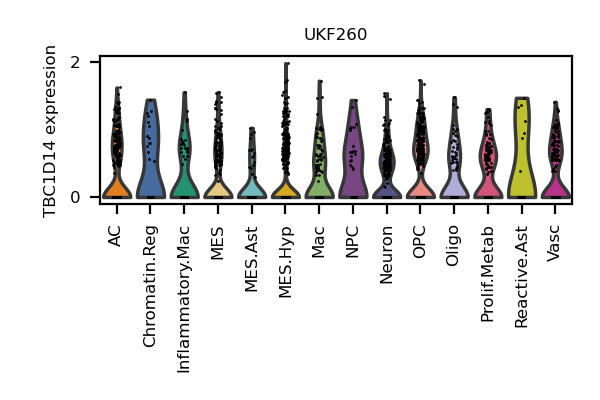 UKF260
TBC1D14 expression
2
0
AC
Chromatin.Reg
Inflammatory.Mac
MES
MES.Ast
MES.Hyp
Mac
NPC
Neuron
OPC
Oligo
Prolif.Metab
Reactive.Ast
Vasc